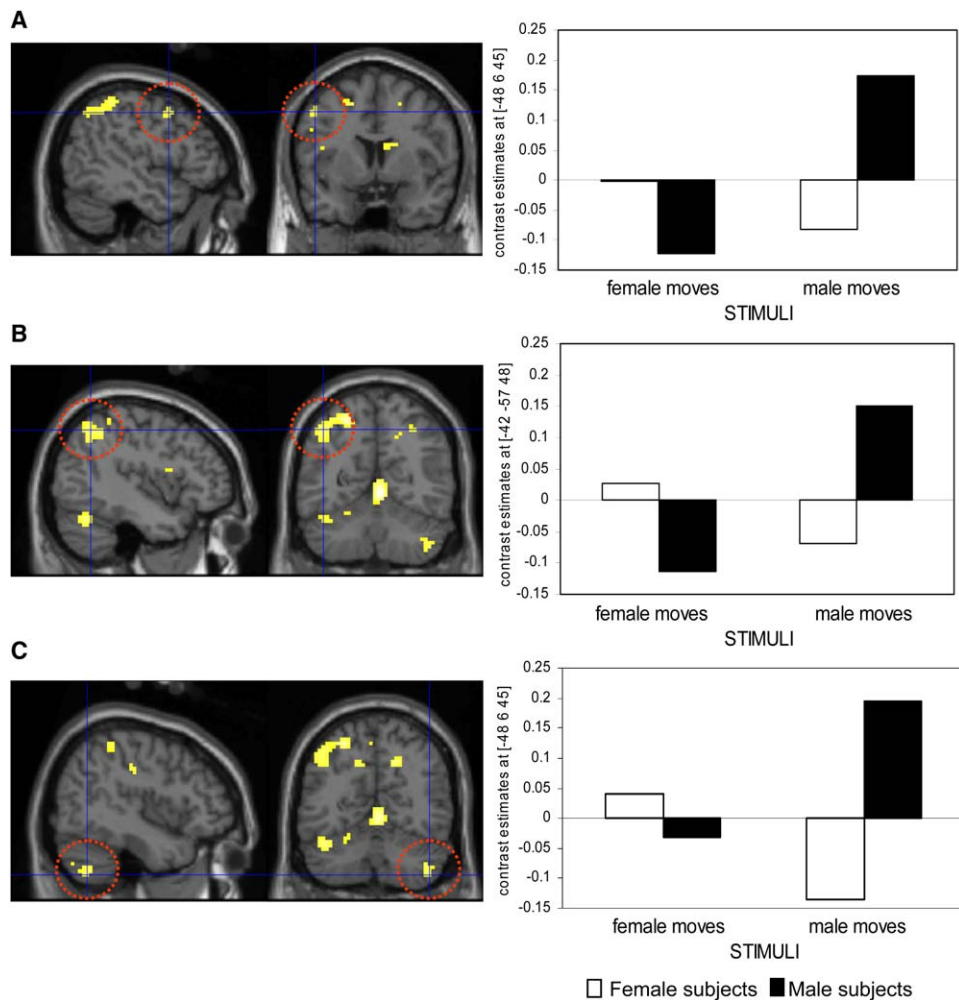 A
contrast estimates at [-48 6 45]
0.25
0.2
0.15
0.1
0.05
0
-0.05
-0.1
-0.15
female moves male moves
STIMULI
B
contrast estimates at [-42 -57 48]
0.25
0.2
0.15
0.1
0.05
0
-0.05
-0.1
-0.15
female moves male moves
STIMULI
C
contrast estimates at [-48 6 45]
0.25
0.2
0.15
0.1
0.05
0
-0.05
-0.1
-0.15
female moves male moves
STIMULI
Female subjects Male subjects